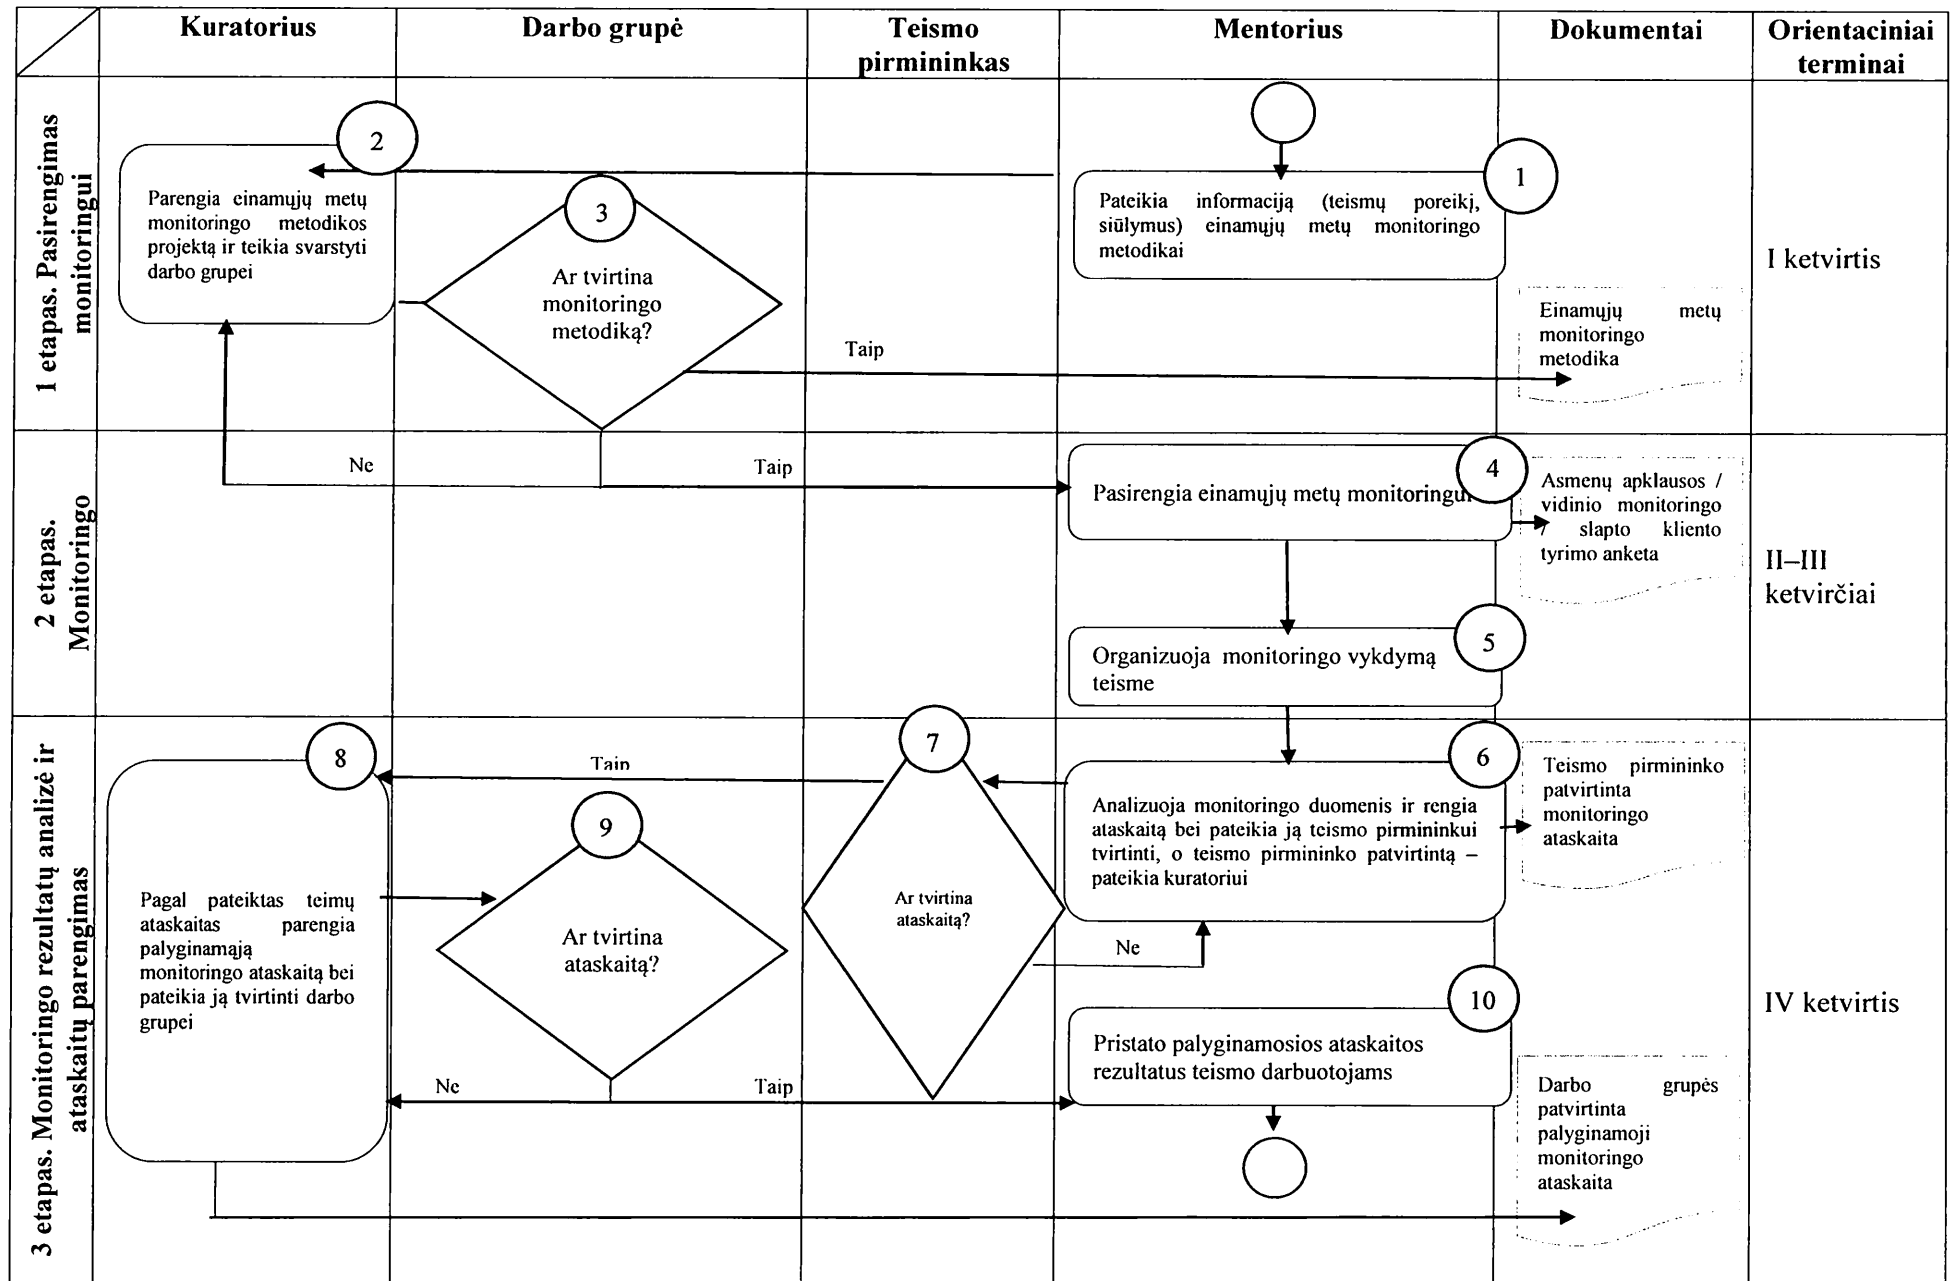 Kuratorius
Darbo grupė
Teismo
pirmininkas
Mentorius
Dokumentai
Orientaciniai
terminai
1 etapas. Pasirengimas
monitoringui
2
Parengia einamųjų metų
monitoringo metodikos
projektą ir teikia svarstyti
darbo grupei
3
Ar tvirtina
monitoringo
metodiką?
1
Pateikia informaciją (teismų poreikį,
siūlymus) einamųjų metų monitoringo
metodikai
Taip
Einamųjų metų
monitoringo
metodika
I ketvirtis
2 etapas.
Monitoringo
Ne
Taip
4
Pasirengia einamųjų metų monitoringui
Asmenų apklausos /
vidinio monitoringo
/ slapto kliento
tyrimo anketa
5
Organizuoja monitoringo vykdymą
teisme
II–III
ketvirčiai
3 etapas. Monitoringo rezultatų analizė ir
ataskaitų parengimas
8
Pagal pateiktas teimų
ataskaitas parengia
palyginamąją
monitoringo ataskaitą bei
pateikia ją tvirtinti darbo
grupei
Taip
9
Ar tvirtina
ataskaitą?
Ne
Taip
7
Ar tvirtina
ataskaitą?
6
Analizuoja monitoringo duomenis ir rengia
ataskaitą bei pateikia ją teismo pirmininkui
tvirtinti, o teismo pirmininko patvirtintą –
pateikia kuratoriui
Ne
10
Pristato palyginamosios ataskaitos
rezultatus teismo darbuotojams
Teismo pirmininko
patvirtinta
monitoringo
ataskaita
Darbo grupės
patvirtinta
palyginamoji
monitoringo
ataskaita
IV ketvirtis